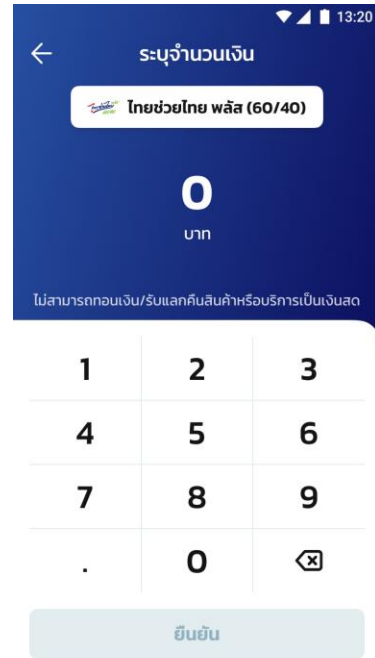 13:20
ระบุจำนวนเงิน
ไทยช่วยไทย พลัส (60/40)
0
บาท
ไม่สามารถทอนเงิน/รับแลกคืนสินค้าหรือบริการเป็นเงินสด
1 2 3
4 5 6
7 8 9
. 0
ยืนยัน